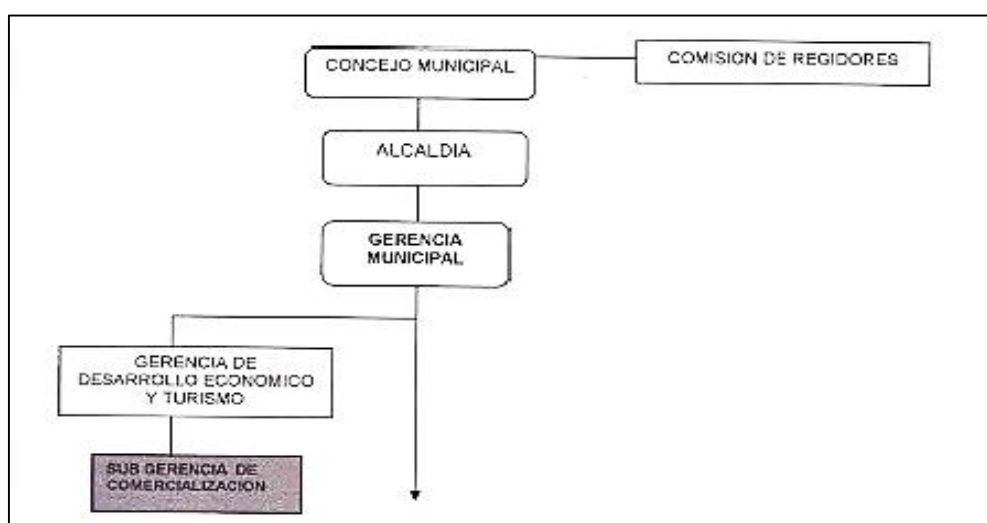 CONCEJO MUNICIPAL
COMISION DE REGIDORES
ALCALDIA
GERENCIA
MUNICIPAL
GERENCIA DE
DESARROLLO ECONOMICO
Y TURISMO
SUB GERENCIA DE
COMERCIALIZACION